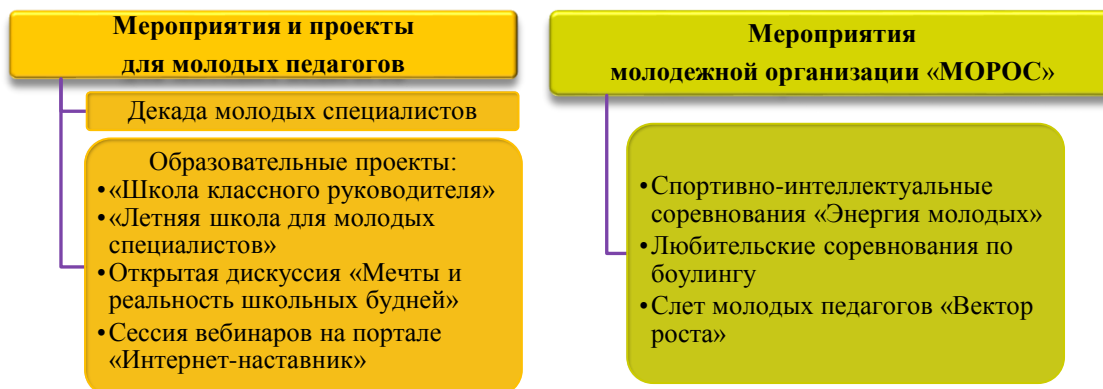 Мероприятия и проекты
для молодых педагогов
Декада молодых специалистов
Образовательные проекты:
•«Школа классного руководителя»
•«Летняя школа для молодых
специалистов»
•Открытая дискуссия «Мечты и
реальность школьных будней»
•Сессия вебинаров на портале
«Интернет-наставник»
Мероприятия
молодежной организации «МОРОС»
•Спортивно-интеллектуальные
соревнования «Энергия молодых»
•Любительские соревнования по
боулингу
•Слет молодых педагогов «Вектор
роста»